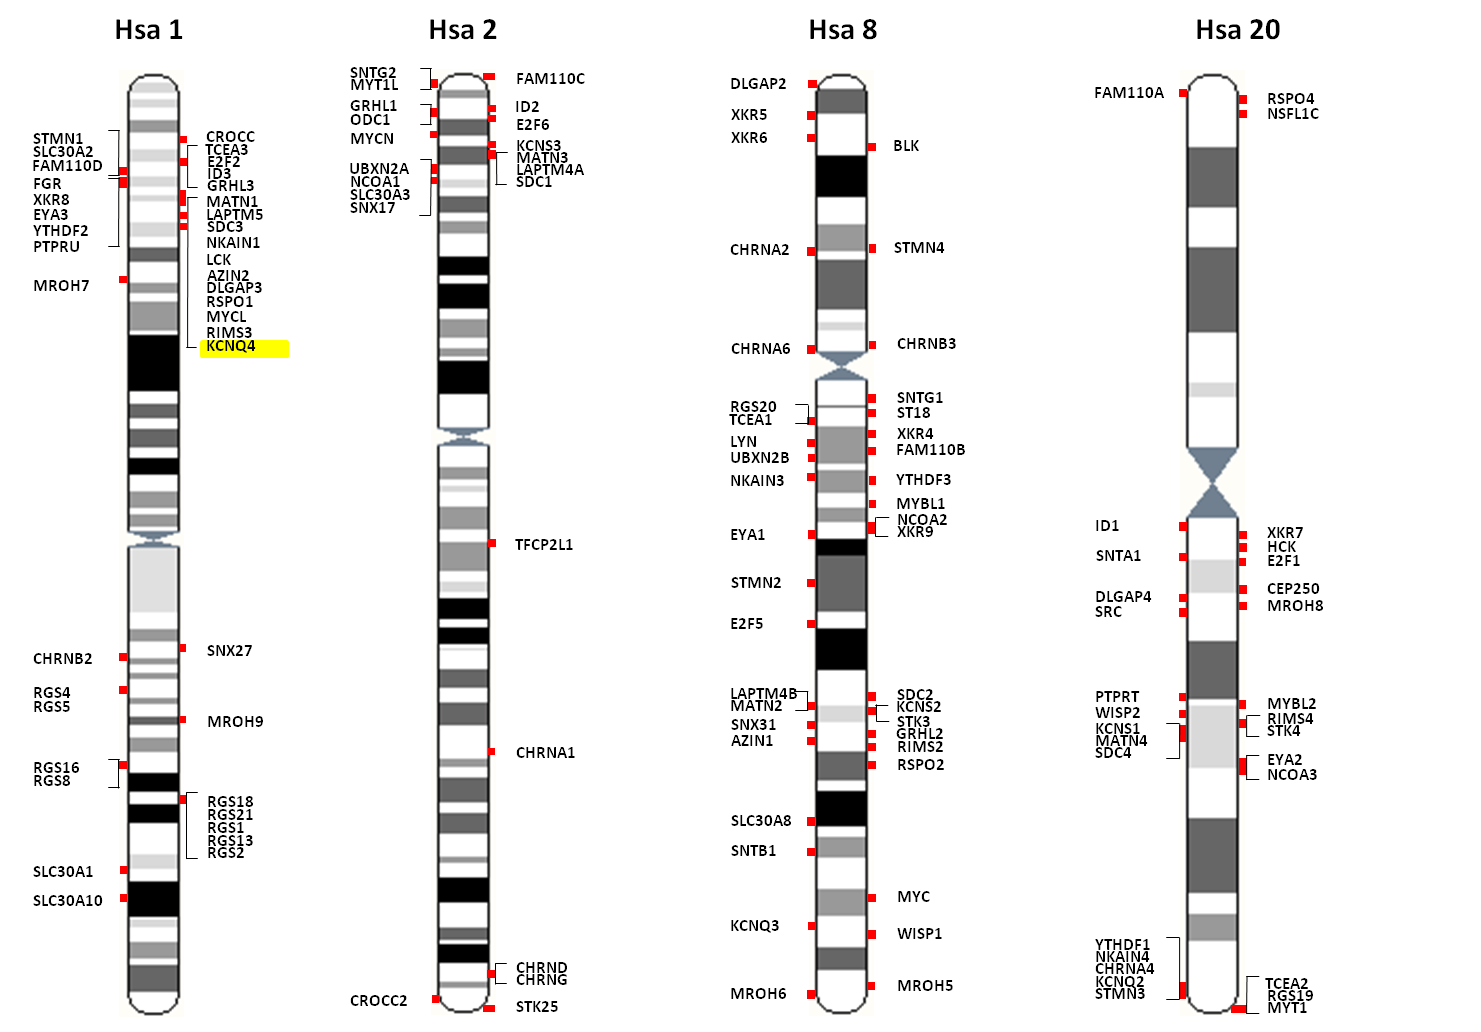 Hsa 1
Hsa 2
Hsa 8
Hsa 20
STMN1
SLC30A2
FAM110D
FGR
XKR8
EYA3
YTHDF2
PTPRU
MROH7
CHRNB2
RGS4
RGS5
RGS16
RGS8
SLC30A1
SLC30A10
CROCC
TCEA3
E2F2
ID3
GRHL3
MATN1
LAPTM5
SDC3
NKAIN1
LCK
AZIN2
DLGAP3
RSPO1
MYCL
RIMS3
KCNQ4
SNX27
MROH9
RGS18
RGS21
RGS1
RGS13
RGS2
SNTG2
MYT1L
GRHL1
ODC1
MYCN
UBXN2A
NCOA1
SLC30A3
SNX17
CROCC2
FAM110C
ID2
E2F6
KCNS3
MATN3
LAPTM4A
SDC1
TFCP2L1
CHRNA1
CHRND
CHRNG
STK25
DLGAP2
XKR5
XKR6
CHRNA2
CHRNA6
RGS20
TCEA1
LYN
UBXN2B
NKAIN3
EYA1
STMN2
E2F5
LAPTM4B
MATN2
SNX31
AZIN1
SLC30A8
SNTB1
KCNQ3
MROH6
BLK
STMN4
CHRNB3
SNTG1
ST18
XKR4
FAM110B
YTHDF3
MYBL1
NCOA2
XKR9
SDC2
KCNS2
STK3
GRHL2
RIMS2
RSPO2
MYC
WISP1
MROH5
FAM110A
ID1
SNTA1
DLGAP4
SRC
PTPRT
WISP2
KCNS1
MATN4
SDC4
YTHDF1
NKAIN4
CHRNA4
KCNQ2
STMN3
RSPO4
NSFL1C
XKR7
HCK
E2F1
CEP250
MROH8
MYBL2
RIMS4
STK4
EYA2
NCOA3
TCEA2
RGS19
MYT1